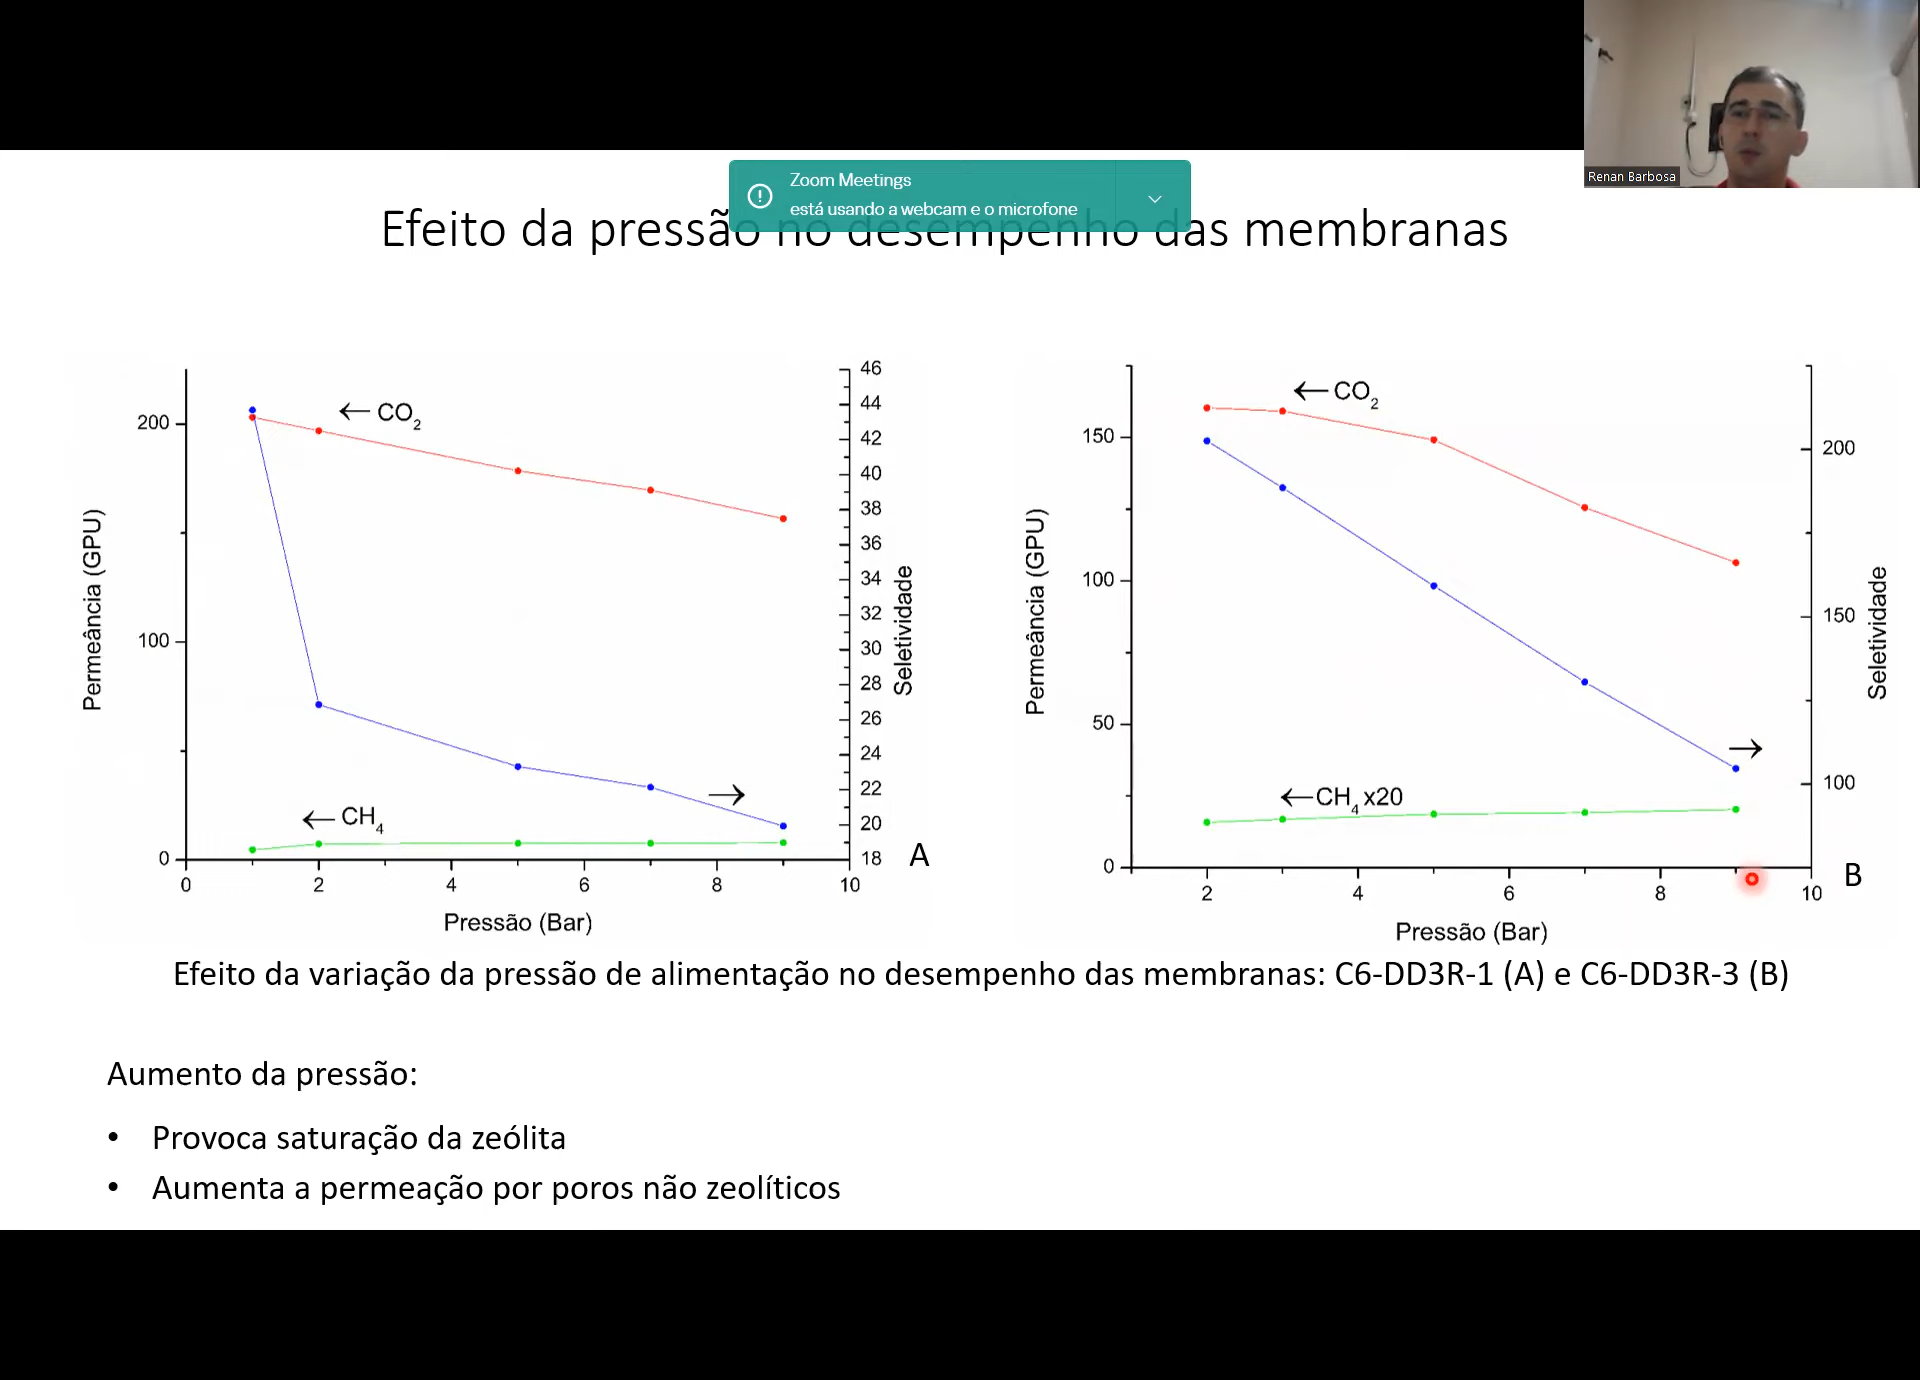 Renan Barbosa
Zoom Meetings
está usando a webcam e o microfone
Efeito da pressão no desempenho das membranas
Permeância (GPU)
200
100
0
CO2
CH4
46
44
42
40
38
36
34
32
30
28
26
24
22
20
18
Seletividade
A
0 2 4 6 8 10
Pressão (Bar)
Permeância (GPU)
150
100
50
0
CO2
CH4 x20
200
150
100
Seletividade
B
2 4 6 8 10
Pressão (Bar)
Efeito da variação da pressão de alimentação no desempenho das membranas: C6-DD3R-1 (A) e C6-DD3R-3 (B)
Aumento da pressão:
• Provoca saturação da zeólita
• Aumenta a permeação por poros não zeolíticos